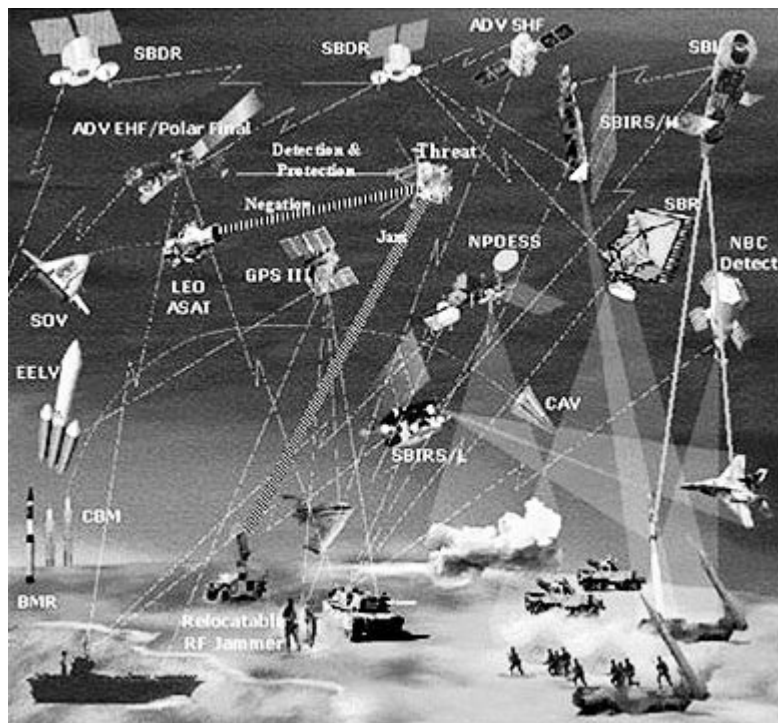 ADV SHF
SBDR
SBDR
SBL
ADV EHF/Polar Final
SBIRS/H
Detection &
Protection
Threat
Negation
SBR
Jam
NPOESS
NBC
Detect
GPS III
LEO
ASAT
SOV
EELV
CAV
SBIRS/L
CBM
BMR
Relocatable
RF Jammer